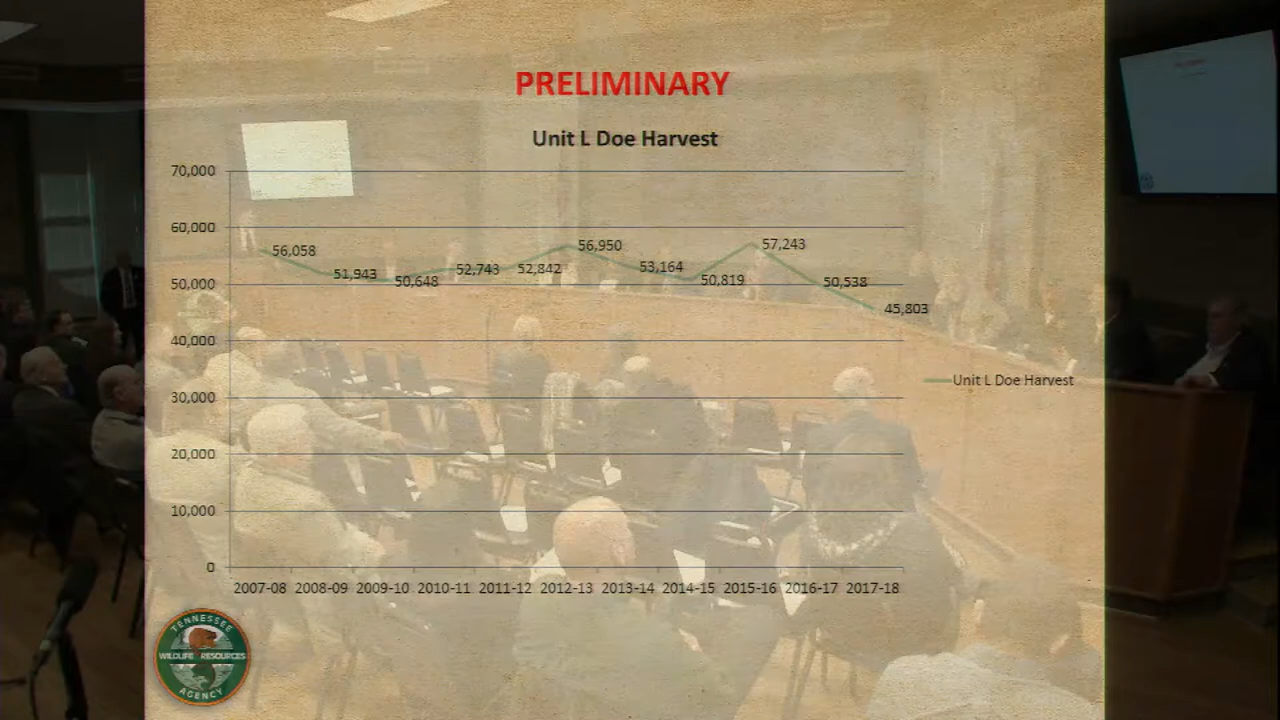 PRELIMINARY
Unit L Doe Harvest
70,000
60,000
50,000
40,000
30,000
20,000
10,000
0
56,058
51,943
50,648
52,743
52,842
56,950
53,164
50,819
57,243
50,538
45,803
Unit L Doe Harvest
2007-08 2008-09 2009-10 2010-11 2011-12 2012-13 2013-14 2014-15 2015-16 2016-17 2017-18
TENNESSEE
WILDLIFE RESOURCES
AGENCY